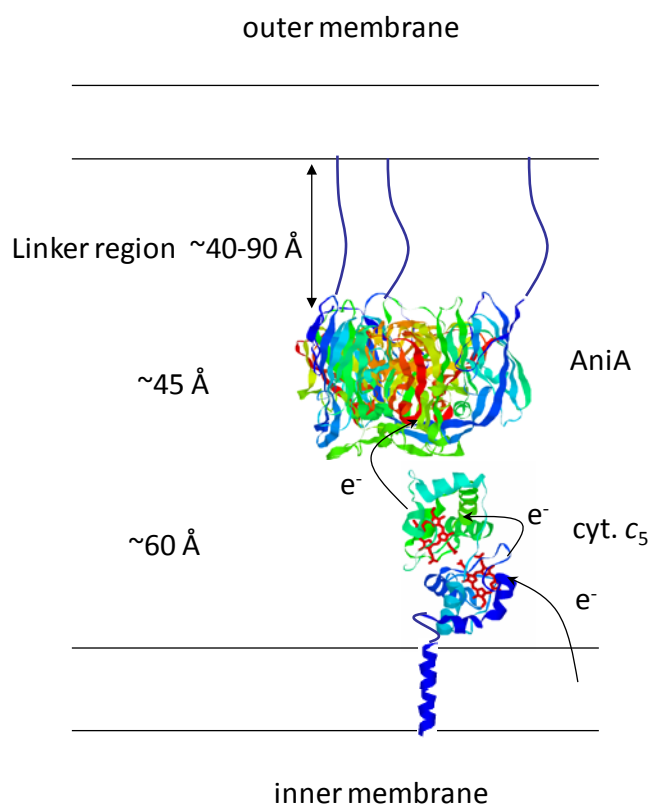 outer membrane
Linker region ~40-90 Å
AniA
~45 Å
e⁻
e⁻
cyt. c₅
~60 Å
e⁻
inner membrane